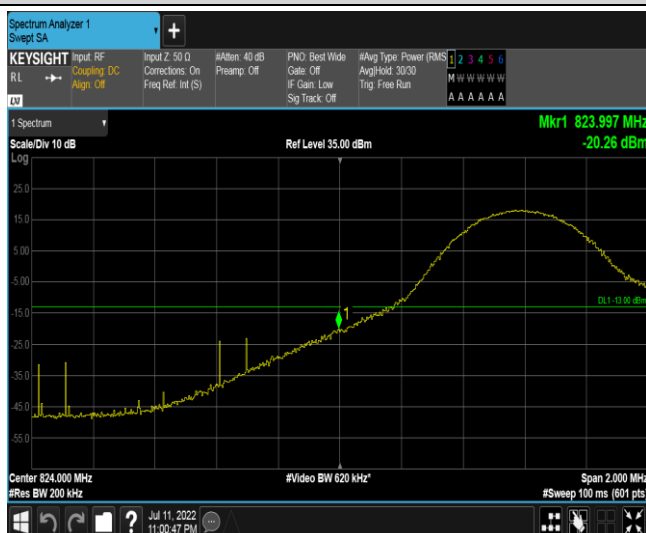 Spectrum Analyzer 1
Swept SA
+
KEYSIGHT
RL
LXI
Input: RF
Coupling: DC
Align: Off
Input Z: 50 Ω
Corrections: On
Freq Ref: Int (S)
#Atten: 40 dB
Preamp: Off
PNO: Best Wide
Gate: Off
IF Gain: Low
Sig Track: Off
#Avg Type: Power (RMS
Avg|Hold: 30/30
Trig: Free Run
1 2 3 4 5 6
M W W W W W
A A A A A A
1 Spectrum
Scale/Div 10 dB
Ref Level 35.00 dBm
Mkr1 823.997 MHz
-20.26 dBm
Log
25.0
15.0
5.00
-5.00
DL1 -13.00 dBm
-15.0
1
-25.0
-35.0
-45.0
-55.0
Center 824.000 MHz
#Video BW 620 kHz*
Span 2.000 MHz
#Res BW 200 kHz
#Sweep 100 ms (601 pts)
?
Jul 11, 2022
11:00:47 PM